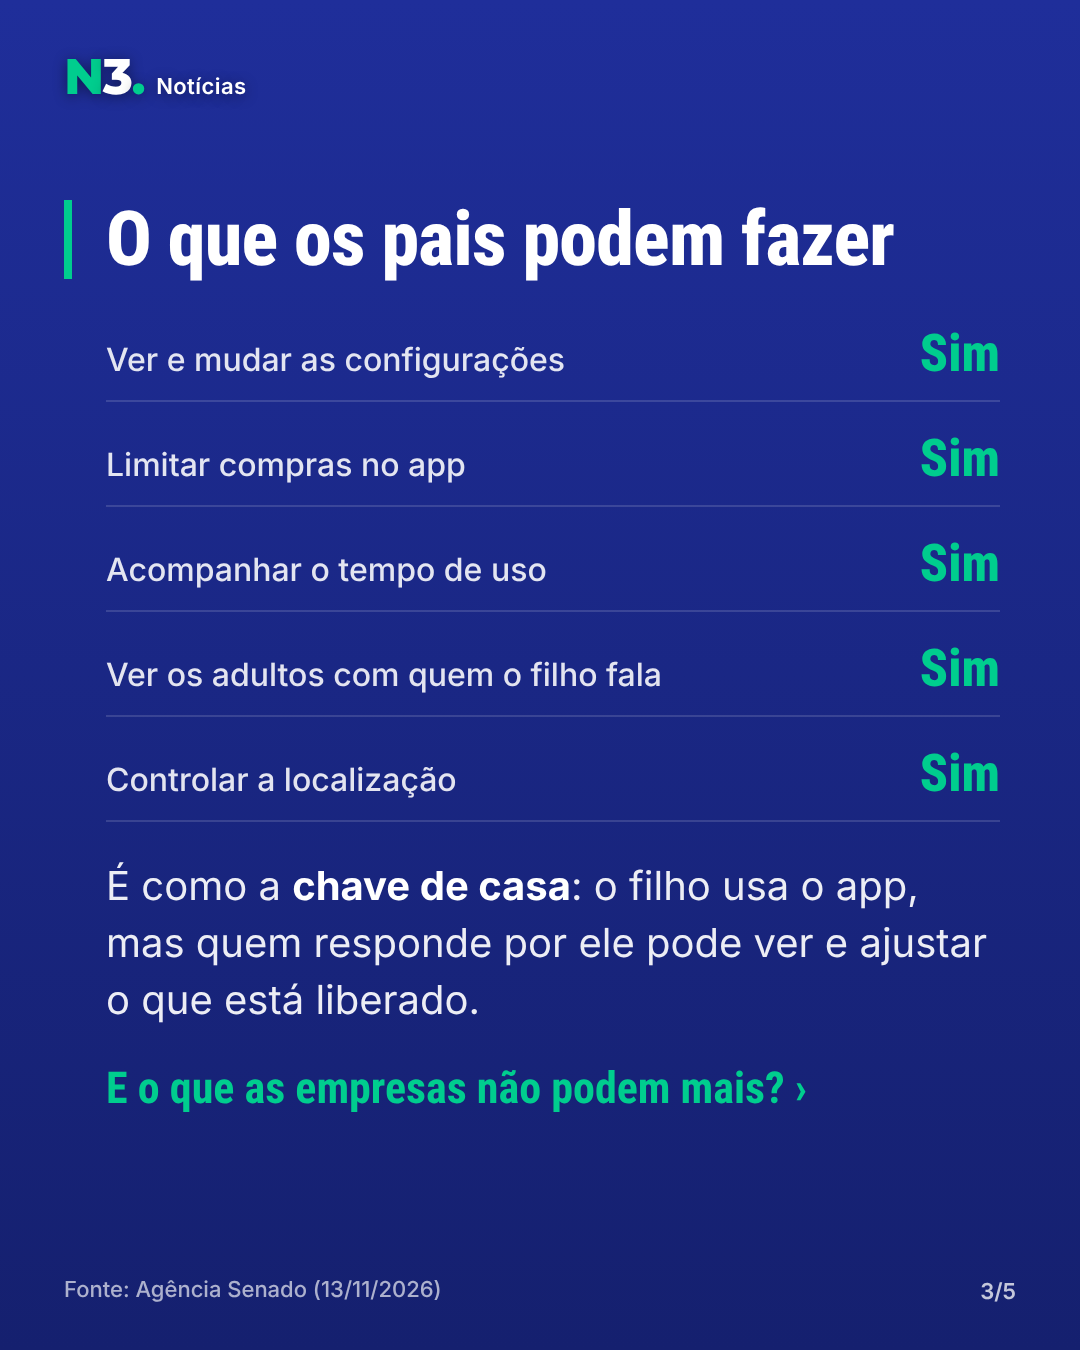 N3. Notícias
O que os pais podem fazer
Ver e mudar as configurações Sim
Limitar compras no app Sim
Acompanhar o tempo de uso Sim
Ver os adultos com quem o filho fala Sim
Controlar a localização Sim
É como a chave de casa: o filho usa o app,
mas quem responde por ele pode ver e ajustar
o que está liberado.
E o que as empresas não podem mais? ›
Fonte: Agência Senado (13/11/2026) 3/5